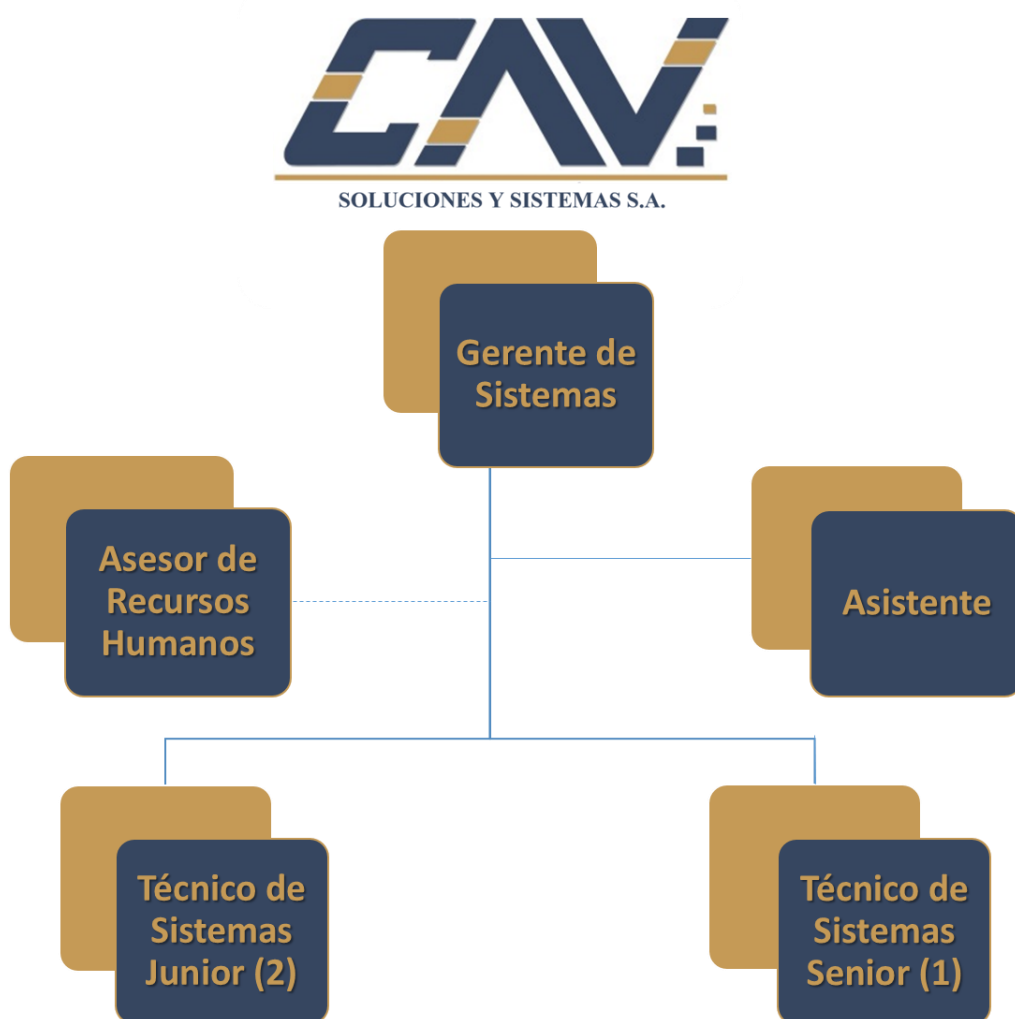 CAV
SOLUCIONES Y SISTEMAS S.A.
Gerente de
Sistemas
Asesor de
Recursos
Humanos
Asistente
Técnico de
Sistemas
Junior (2)
Técnico de
Sistemas
Senior (1)